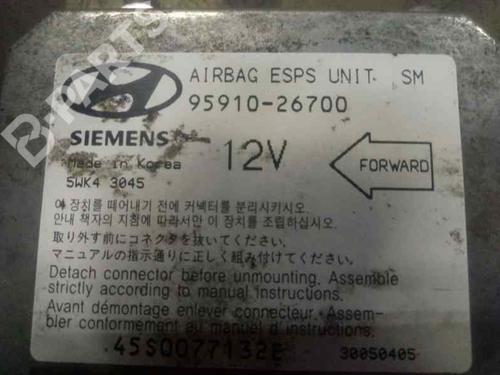 B-PARTS
AIRBAG ESPS UNIT SM
95910-26700
SIEMENS
Made in Korea
5WK4 3045
12V
FORWARD
이 장치를 떼어내기 전에 커넥터를 분리시키시오.
안내 책자의 지침에 따라서만 이 장치를 조립하십시오.
取り外す前にコネクタを抜いてください。
マニュアルの指示通りに正しく組み付けてください。
Detach connector before unmounting. Assemble
strictly according to manual instructions.
Avant démontage enlever connecteur. Assem-
bler conformement au manuel d'instructions.
45S0077132E
30050405